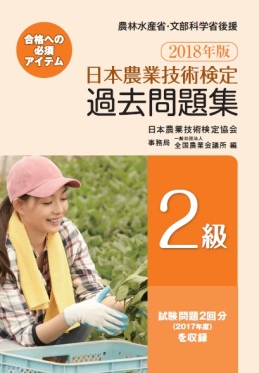 農林水産省・文部科学省後援
合格への
必須
アイテム
2018年版
日本農業技術検定
過去問題集
日本農業技術検定協会
事務局 一般社団法人 全国農業会議所 編
2級
試験問題2回分
(2017年度)
を収録